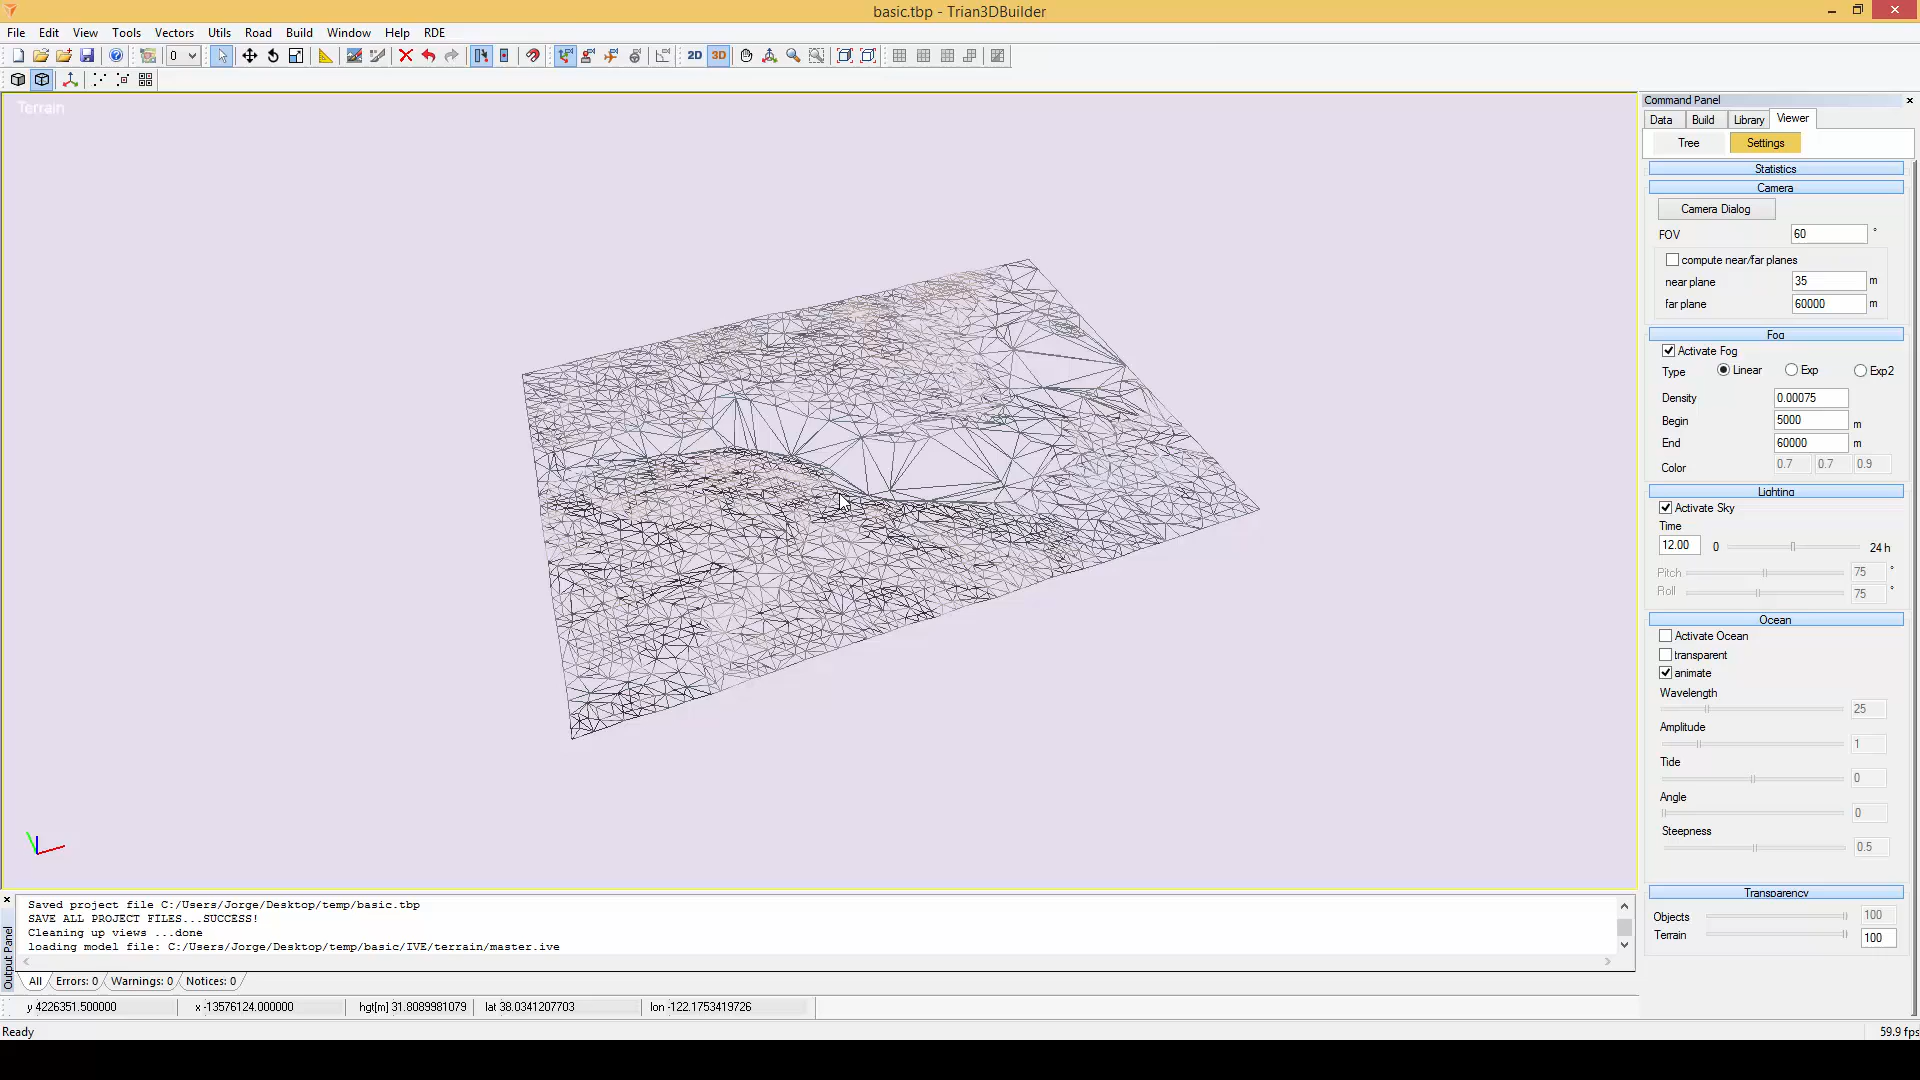 basic.tbp - Trian3DBuilder
File Edit View Tools Vectors Utils Road Build Window Help RDE
0 2D 3D
Terrain
Command Panel
Data Build Library Viewer
Tree Settings
Statistics
Camera
Camera Dialog
FOV 60 °
compute near/far planes
near plane 35 m
far plane 60000 m
Fog
Activate Fog
Type Linear Exp Exp2
Density 0.00075
Begin 5000 m
End 60000 m
Color 0.7 0.7 0.9
Lighting
Activate Sky
Time
12.00 0 24 h
Pitch 75 °
Roll 75 °
Ocean
Activate Ocean
transparent
animate
Wavelength
25
Amplitude
1
Tide
0
Angle
0
Steepness
0.5
Transparency
Objects 100
Terrain 100
Output Panel
Saved project file C:/Users/Jorge/Desktop/temp/basic.tbp
SAVE ALL PROJECT FILES...SUCCESS!
Cleaning up views ...done
loading model file: C:/Users/Jorge/Desktop/temp/basic/IVE/terrain/master.ive
All Errors: 0 Warnings: 0 Notices: 0
y 4226351.500000 x -13576124.000000 hgt[m] 31.8089981079 lat 38.0341207703 lon -122.1753419726
Ready 59.9 fps